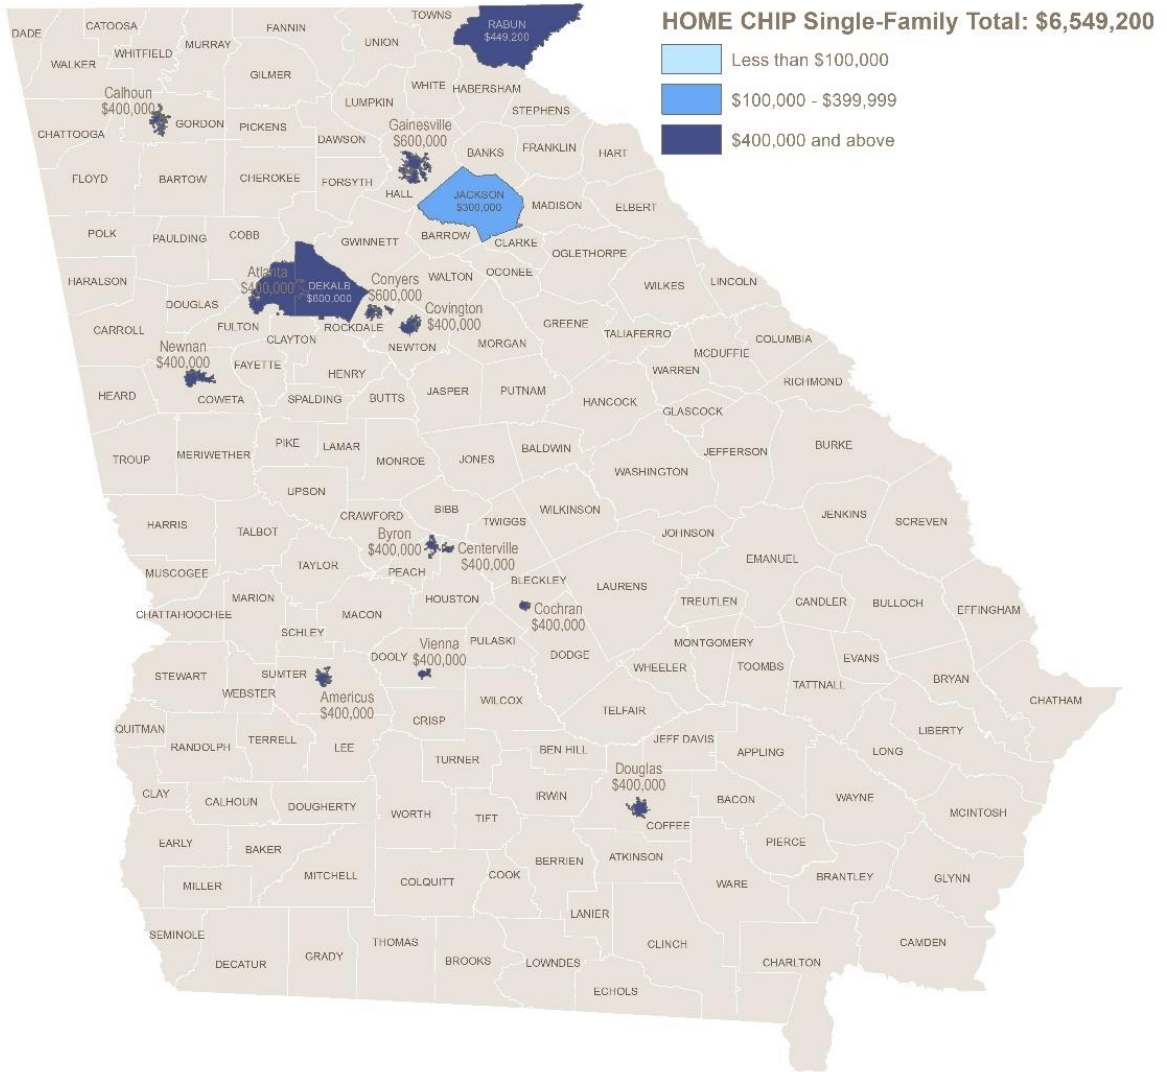 HOME CHIP Single-Family Total: $6,549,200
Less than $100,000
$100,000 - $399,999
$400,000 and above
DADE
CATOOSA
WALKER
WHITFIELD
MURRAY
FANNIN
UNION
TOWNS
RABUN
$449,200
GILMER
WHITE
HABERSHAM
LUMPKIN
STEPHENS
Calhoun
$400,000
CHATTOOGA
GORDON
PICKENS
DAWSON
Gainesville
$600,000
BANKS
FRANKLIN
HART
FLOYD
BARTOW
CHEROKEE
FORSYTH
HALL
JACKSON
$300,000
MADISON
ELBERT
POLK
PAULDING
COBB
GWINNETT
BARROW
CLARKE
OGLETHORPE
HARALSON
Atlanta
$400,000
DEKALB
$600,000
Conyers
$600,000
WALTON
OCONEE
WILKES
LINCOLN
DOUGLAS
Covington
$400,000
CARROLL
FULTON
CLAYTON
ROCKDALE
NEWTON
MORGAN
GREENE
TALIAFERRO
COLUMBIA
MCDUFFIE
Newnan
$400,000
FAYETTE
HENRY
WARREN
RICHMOND
HEARD
COWETA
SPALDING
BUTTS
JASPER
PUTNAM
HANCOCK
GLASCOCK
TROUP
MERIWETHER
PIKE
LAMAR
MONROE
JONES
BALDWIN
WASHINGTON
JEFFERSON
BURKE
UPSON
HARRIS
TALBOT
CRAWFORD
BIBB
TWIGGS
WILKINSON
JOHNSON
JENKINS
SCREVEN
Byron
$400,000
Centerville
$400,000
MUSCOGEE
TAYLOR
PEACH
BLECKLEY
LAURENS
EMANUEL
CHATTAHOOCHEE
MARION
MACON
HOUSTON
Cochran
$400,000
TREUTLEN
CANDLER
BULLOCH
EFFINGHAM
SCHLEY
DOOLY
Vienna
$400,000
PULASKI
DODGE
MONTGOMERY
WHEELER
TOOMBS
TATTNALL
EVANS
BRYAN
CHATHAM
STEWART
WEBSTER
SUMTER
Americus
$400,000
CRISP
WILCOX
TELFAIR
LIBERTY
QUITMAN
RANDOLPH
TERRELL
LEE
TURNER
BEN HILL
JEFF DAVIS
APPLING
LONG
Douglas
$400,000
CLAY
CALHOUN
DOUGHERTY
WORTH
TIFT
IRWIN
COFFEE
BACON
WAYNE
MCINTOSH
EARLY
BAKER
MITCHELL
COLQUITT
COOK
BERRIEN
ATKINSON
PIERCE
MILLER
WARE
BRANTLEY
GLYNN
SEMINOLE
DECATUR
GRADY
THOMAS
BROOKS
LOWNDES
LANIER
CLINCH
ECHOLS
CHARLTON
CAMDEN